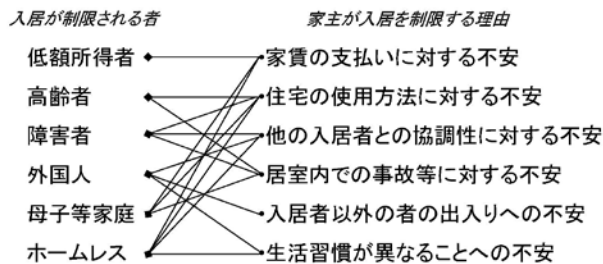 入居が制限される者
家主が入居を制限する理由
低額所得者
家賃の支払いに対する不安
高齢者
住宅の使用方法に対する不安
障害者
他の入居者との協調性に対する不安
外国人
居室内での事故等に対する不安
母子等家庭
入居者以外の者の出入りへの不安
ホームレス
生活習慣が異なることへの不安